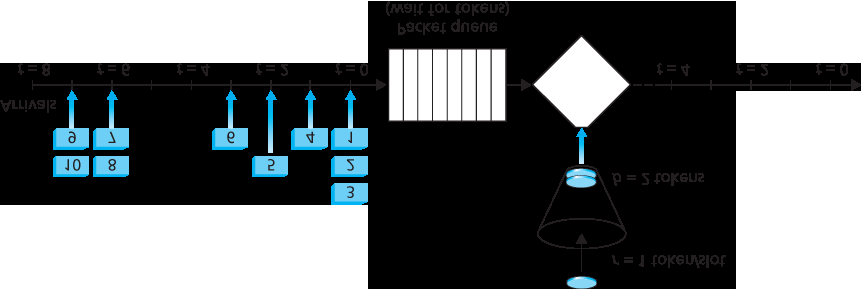 (wait for tokens)
Packet queue
t = 8
t = 6
t = 4
t = 2
t = 0
t = 4
t = 2
t = 0
Arrivals
9
7
6
4
1
10
8
5
2
3
b = 2 tokens
r = 1 token/slot